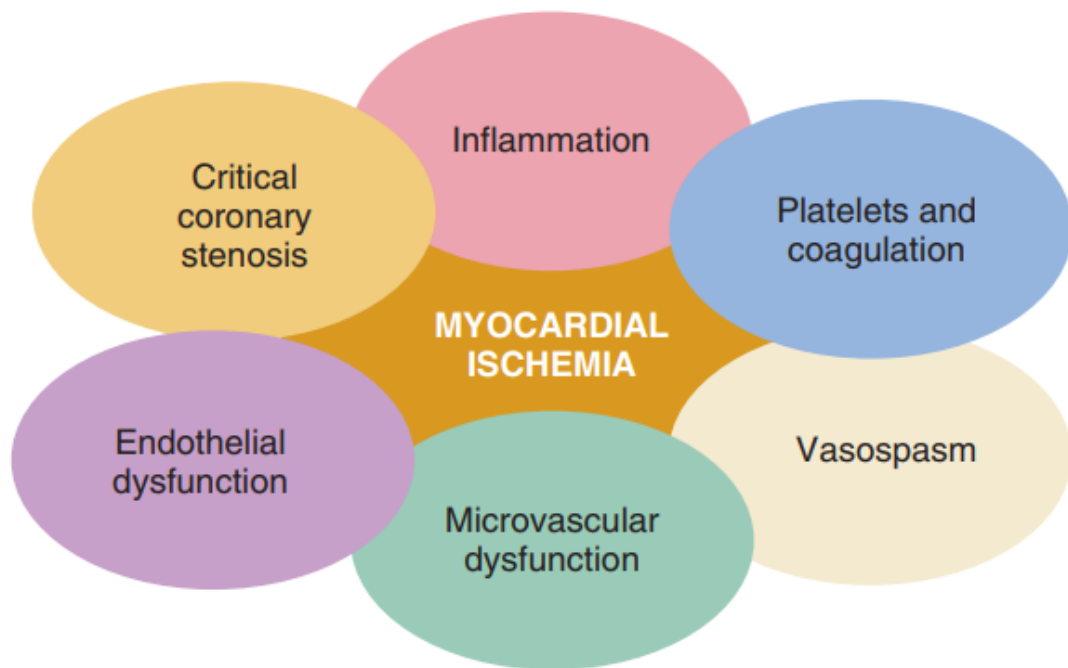 Inflammation
Critical
coronary
stenosis
Platelets and
coagulation
MYOCARDIAL
ISCHEMIA
Endothelial
dysfunction
Vasospasm
Microvascular
dysfunction